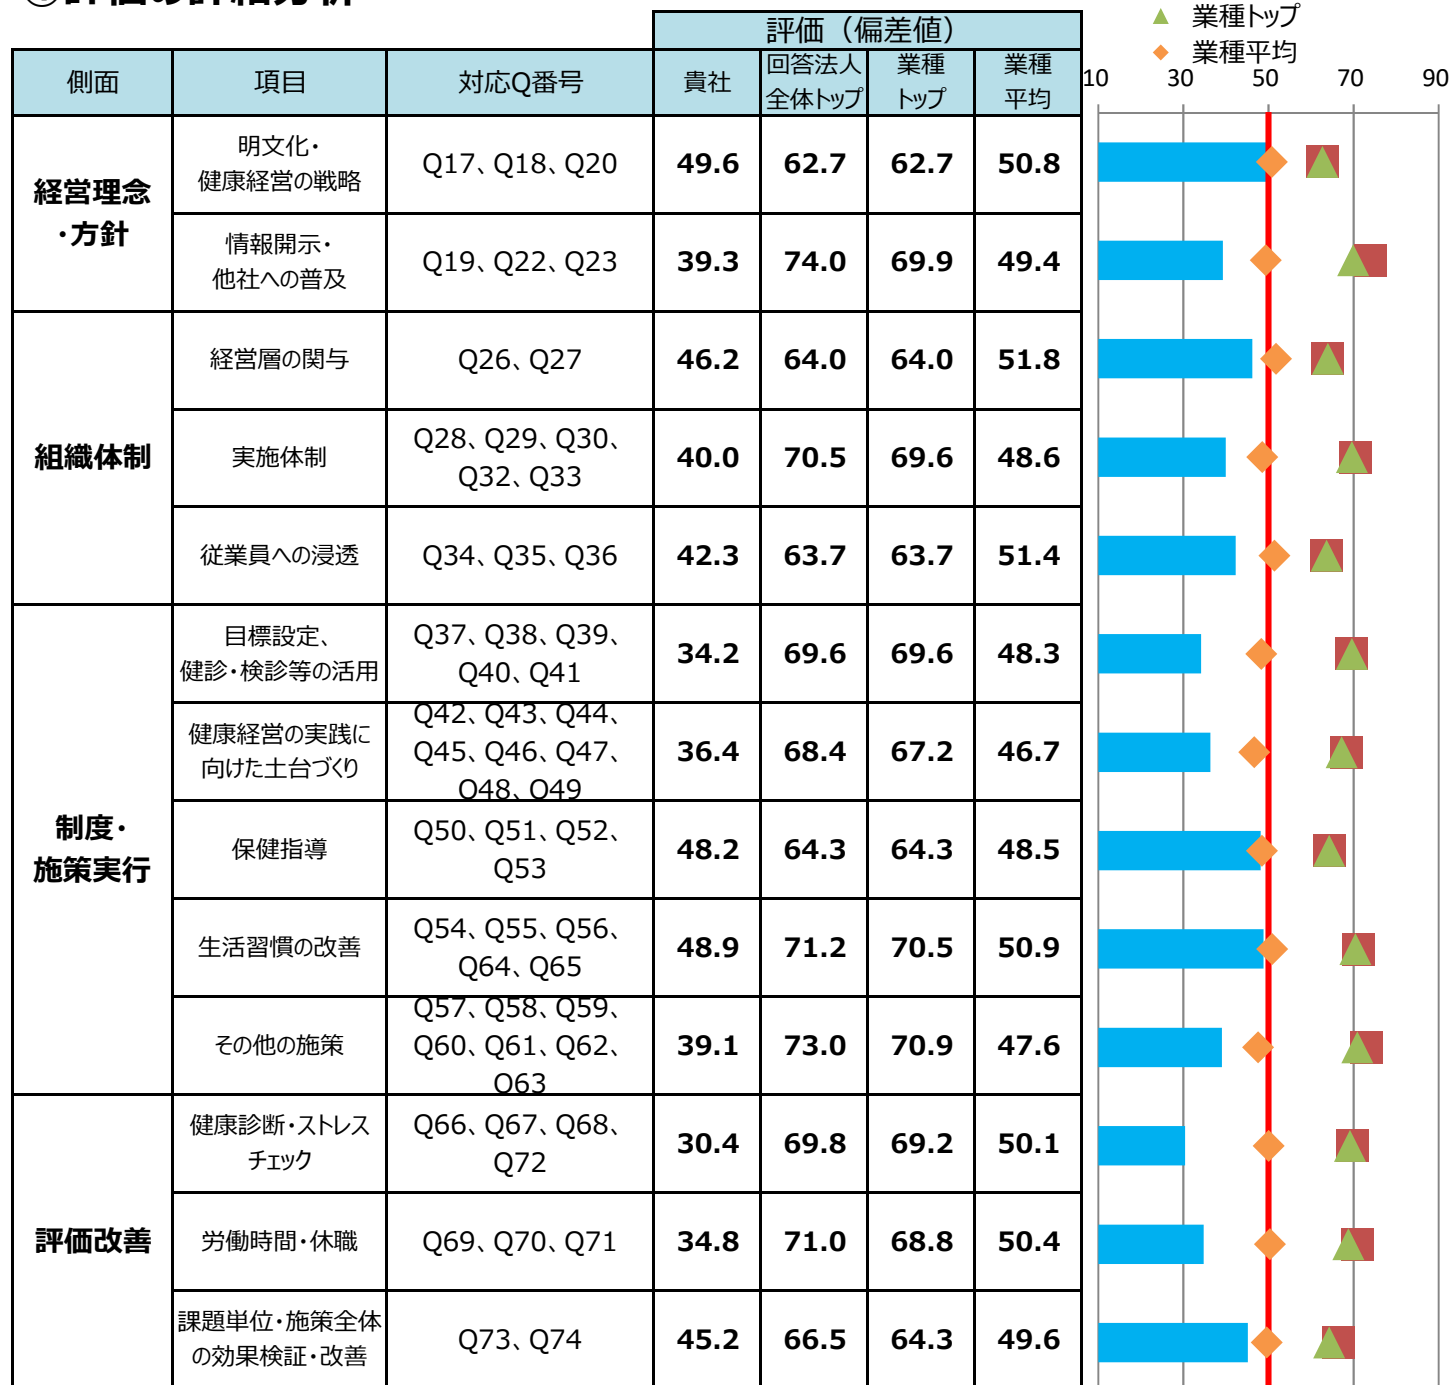 ▲ 業種トップ
◆ 業種平均
評価（偏差値）
側面 項目 対応Q番号 貴社 回答法人 業種 業種
全体トップ トップ 平均
10 30 50 70 90
経営理念
・方針
明文化・
健康経営の戦略
Q17、Q18、Q20
49.6 62.7 62.7 50.8
情報開示・
他社への普及
Q19、Q22、Q23
39.3 74.0 69.9 49.4
組織体制
経営層の関与
Q26、Q27
46.2 64.0 64.0 51.8
実施体制
Q28、Q29、Q30、
Q32、Q33
40.0 70.5 69.6 48.6
従業員への浸透
Q34、Q35、Q36
42.3 63.7 63.7 51.4
制度・
施策実行
目標設定、
健診・検診等の活用
Q37、Q38、Q39、
Q40、Q41
34.2 69.6 69.6 48.3
健康経営の実践に
向けた土台づくり
Q42、Q43、Q44、
Q45、Q46、Q47、
Q48、Q49
36.4 68.4 67.2 46.7
保健指導
Q50、Q51、Q52、
Q53
48.2 64.3 64.3 48.5
生活習慣の改善
Q54、Q55、Q56、
Q64、Q65
48.9 71.2 70.5 50.9
その他の施策
Q57、Q58、Q59、
Q60、Q61、Q62、
Q63
39.1 73.0 70.9 47.6
評価改善
健康診断・ストレス
チェック
Q66、Q67、Q68、
Q72
30.4 69.8 69.2 50.1
労働時間・休職
Q69、Q70、Q71
34.8 71.0 68.8 50.4
課題単位・施策全体
の効果検証・改善
Q73、Q74
45.2 66.5 64.3 49.6